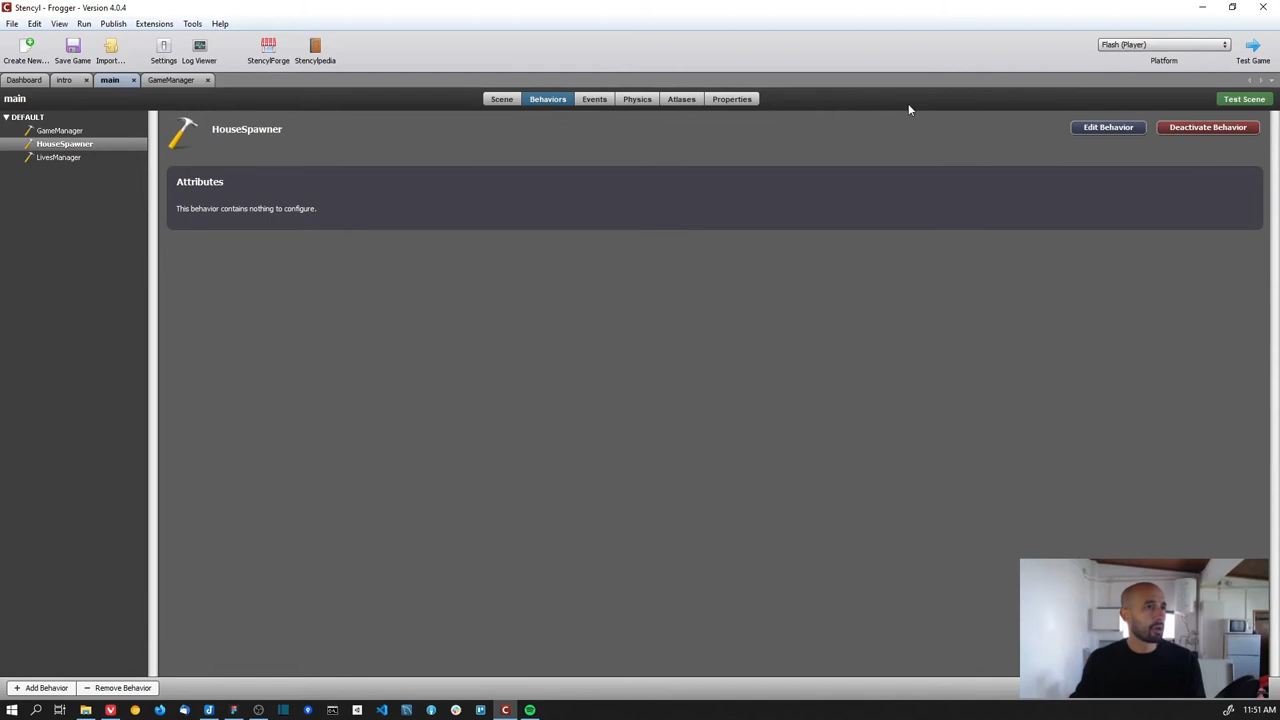 Stencyl - Frogger - Version 4.0.4
File Edit View Run Publish Extensions Tools Help
Flash (Player)
Create New... Save Game Import... Settings Log Viewer StencylForge Stencylpedia Platform Test Game
Dashboard intro main GameManager
main Scene Behaviors Events Physics Atlases Properties Test Scene
DEFAULT
GameManager
HouseSpawner
LivesManager
HouseSpawner Edit Behavior Deactivate Behavior
Attributes
This behavior contains nothing to configure.
+ Add Behavior − Remove Behavior
11:51 AM